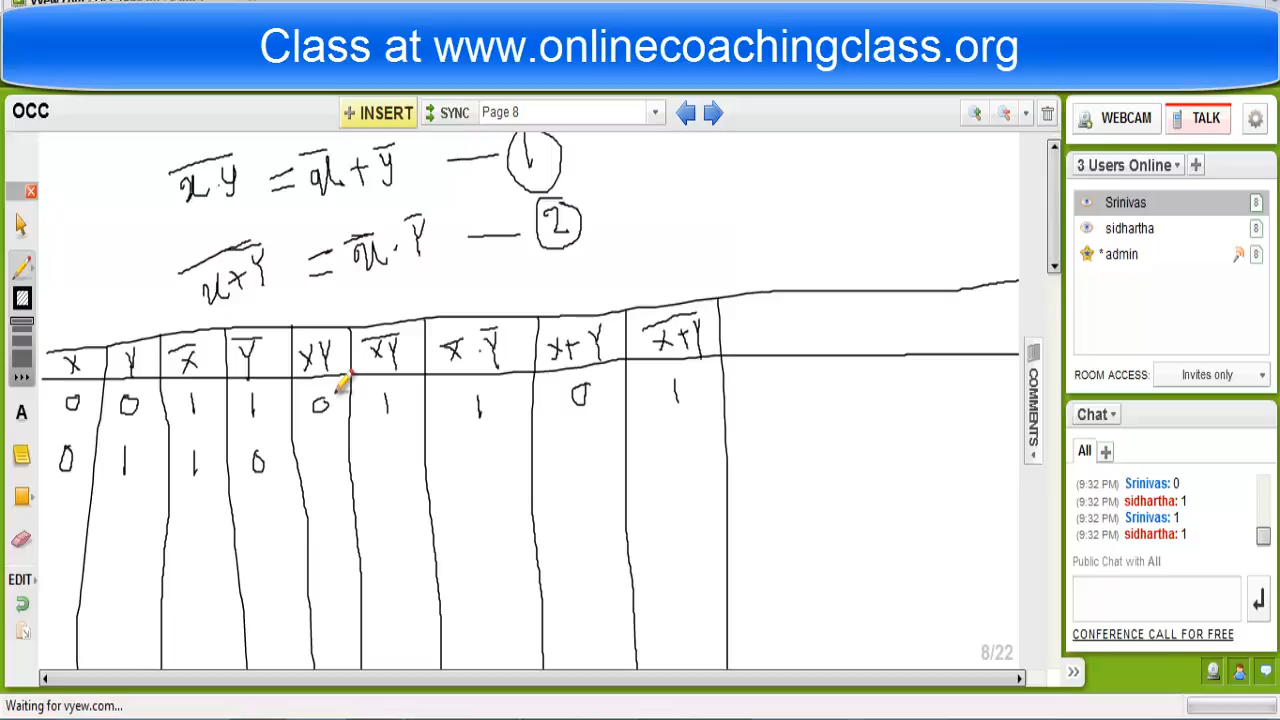 Class at www.onlinecoachingclass.org
OCC
INSERT SYNC Page 8
WEBCAM TALK
3 Users Online
Srinivas 8
sidhartha 8
* admin 8
ROOM ACCESS: Invites only
Chat
All
(9:32 PM) Srinivas: 0
(9:32 PM) sidhartha: 1
(9:32 PM) Srinivas: 1
(9:32 PM) sidhartha: 1
Public Chat with All
CONFERENCE CALL FOR FREE
COMMENTS
A
EDIT
x̅.̅y̅ = x̅ + y̅ — 1
x̅+̅Y̅ = x̅ . Y̅ — 2
X Y X̅ Y̅ XY X̅Y̅ X̅ . Y̅ X+Y X̅+̅Y̅
0 0 1 1 0 1 1 0 1
0 1 1 0
8/22
Waiting for vyew.com...